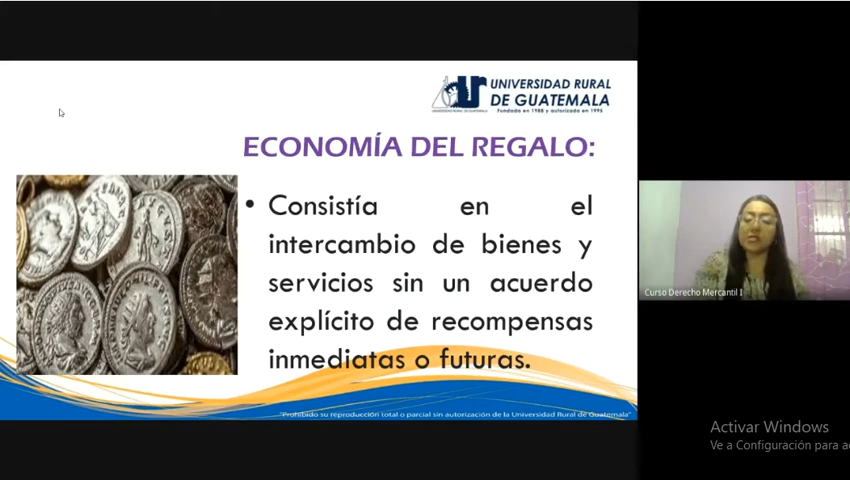 UNIVERSIDAD RURAL
DE GUATEMALA
Fundada en 1988 y autorizada en 1995
ECONOMÍA DEL REGALO:
• Consistía en el
intercambio de bienes y
servicios sin un acuerdo
explícito de recompensas
inmediatas o futuras.
"Prohibido su reproducción total o parcial sin autorización de la Universidad Rural de Guatemala"
Curso Derecho Mercantil I
Activar Windows
Ve a Configuración para a